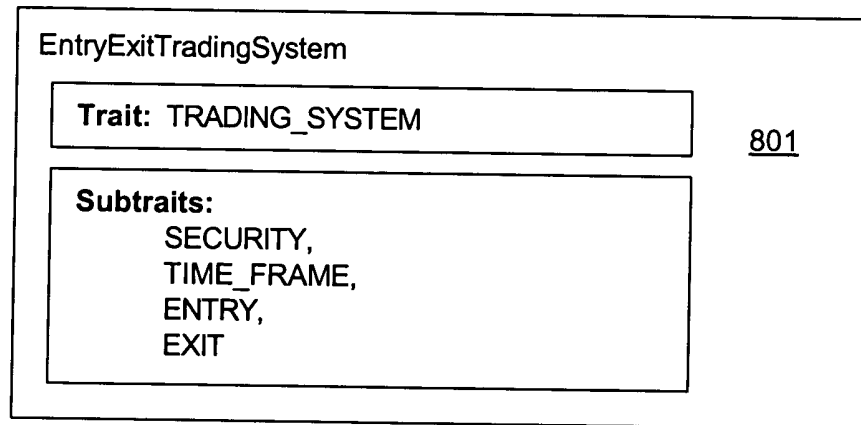 EntryExitTradingSystem
Trait: TRADING_SYSTEM
801
Subtraits:
SECURITY,
TIME_FRAME,
ENTRY,
EXIT